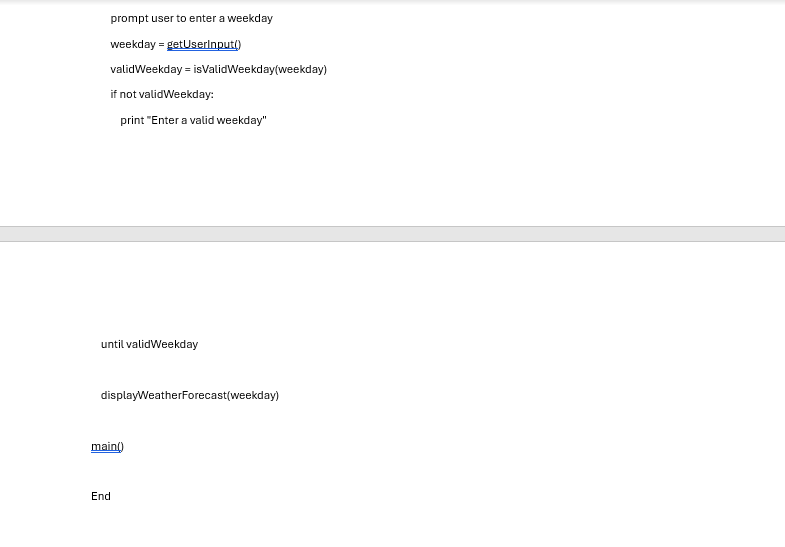 prompt user to enter a weekday
weekday = getUserInput()
validWeekday = isValidWeekday(weekday)
if not validWeekday:
print "Enter a valid weekday"
until validWeekday
displayWeatherForecast(weekday)
main()
End